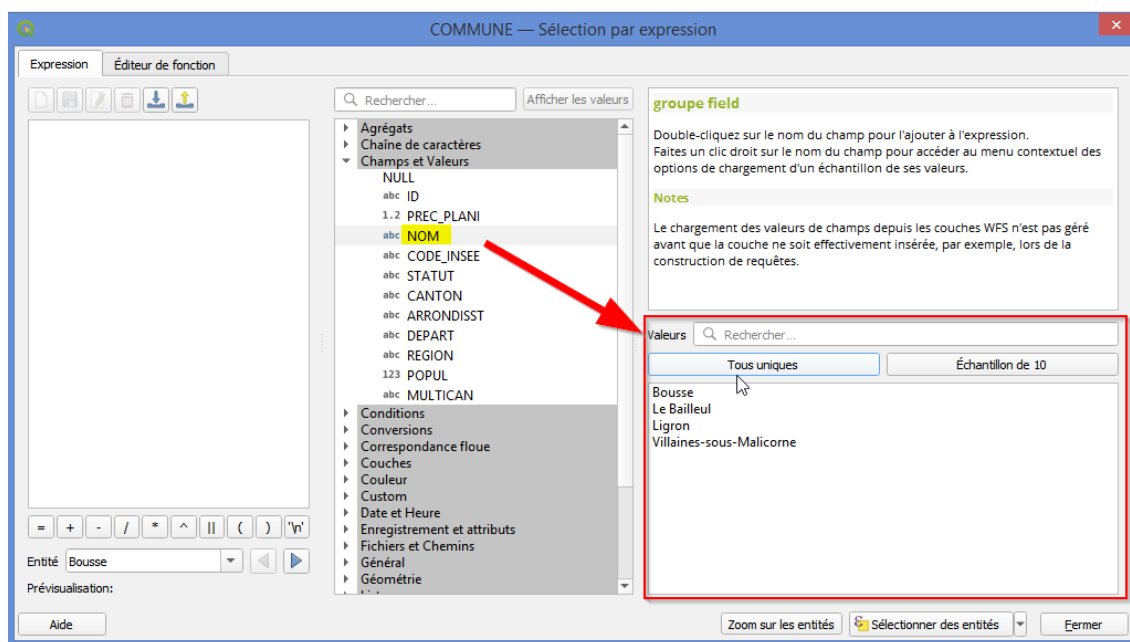 COMMUNE — Sélection par expression
Expression
Éditeur de fonction
Rechercher...
Afficher les valeurs
Agrégats
Chaîne de caractères
Champs et Valeurs
NULL
abc ID
1.2 PREC_PLANI
abc NOM
abc CODE_INSEE
abc STATUT
abc CANTON
abc ARRONDISST
abc DEPART
abc REGION
123 POPUL
abc MULTICAN
Conditions
Conversions
Correspondance floue
Couches
Couleur
Custom
Date et Heure
Enregistrement et attributs
Fichiers et Chemins
Général
Géométrie
groupe field
Double-cliquez sur le nom du champ pour l'ajouter à l'expression.
Faites un clic droit sur le nom du champ pour accéder au menu contextuel des
options de chargement d'un échantillon de ses valeurs.
Notes
Le chargement des valeurs de champs depuis les couches WFS n'est pas géré
avant que la couche ne soit effectivement insérée, par exemple, lors de la
construction de requêtes.
Valeurs
Rechercher...
Tous uniques
Échantillon de 10
Bousse
Le Bailleul
Ligron
Villaines-sous-Malicorne
= + - / * ^ || ( ) '\n'
Entité Bousse
Prévisualisation:
Aide
Zoom sur les entités
Sélectionner des entités
Fermer